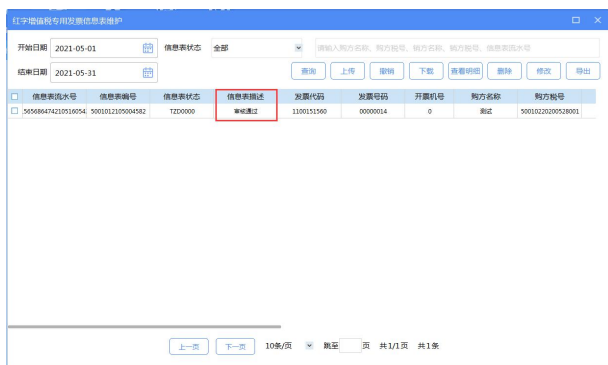 红字增值税专用发票信息表维护
开始日期 2021-05-01 信息表状态 全部 请输入购方名称、购方税号、销方名称、销方税号、信息表流水号
结束日期 2021-05-31 查询 上传 撤销 下载 查看明细 删除 修改 导出
信息表流水号 信息表编号 信息表状态 信息表描述 发票代码 发票号码 开票机号 购方名称 购方税号
5001012105004582 TZD0000 审核通过 1100151560 00000014 0 测试 50010220200528001
上一页 下一页 10条/页 跳至 页 共1/1页 共1条